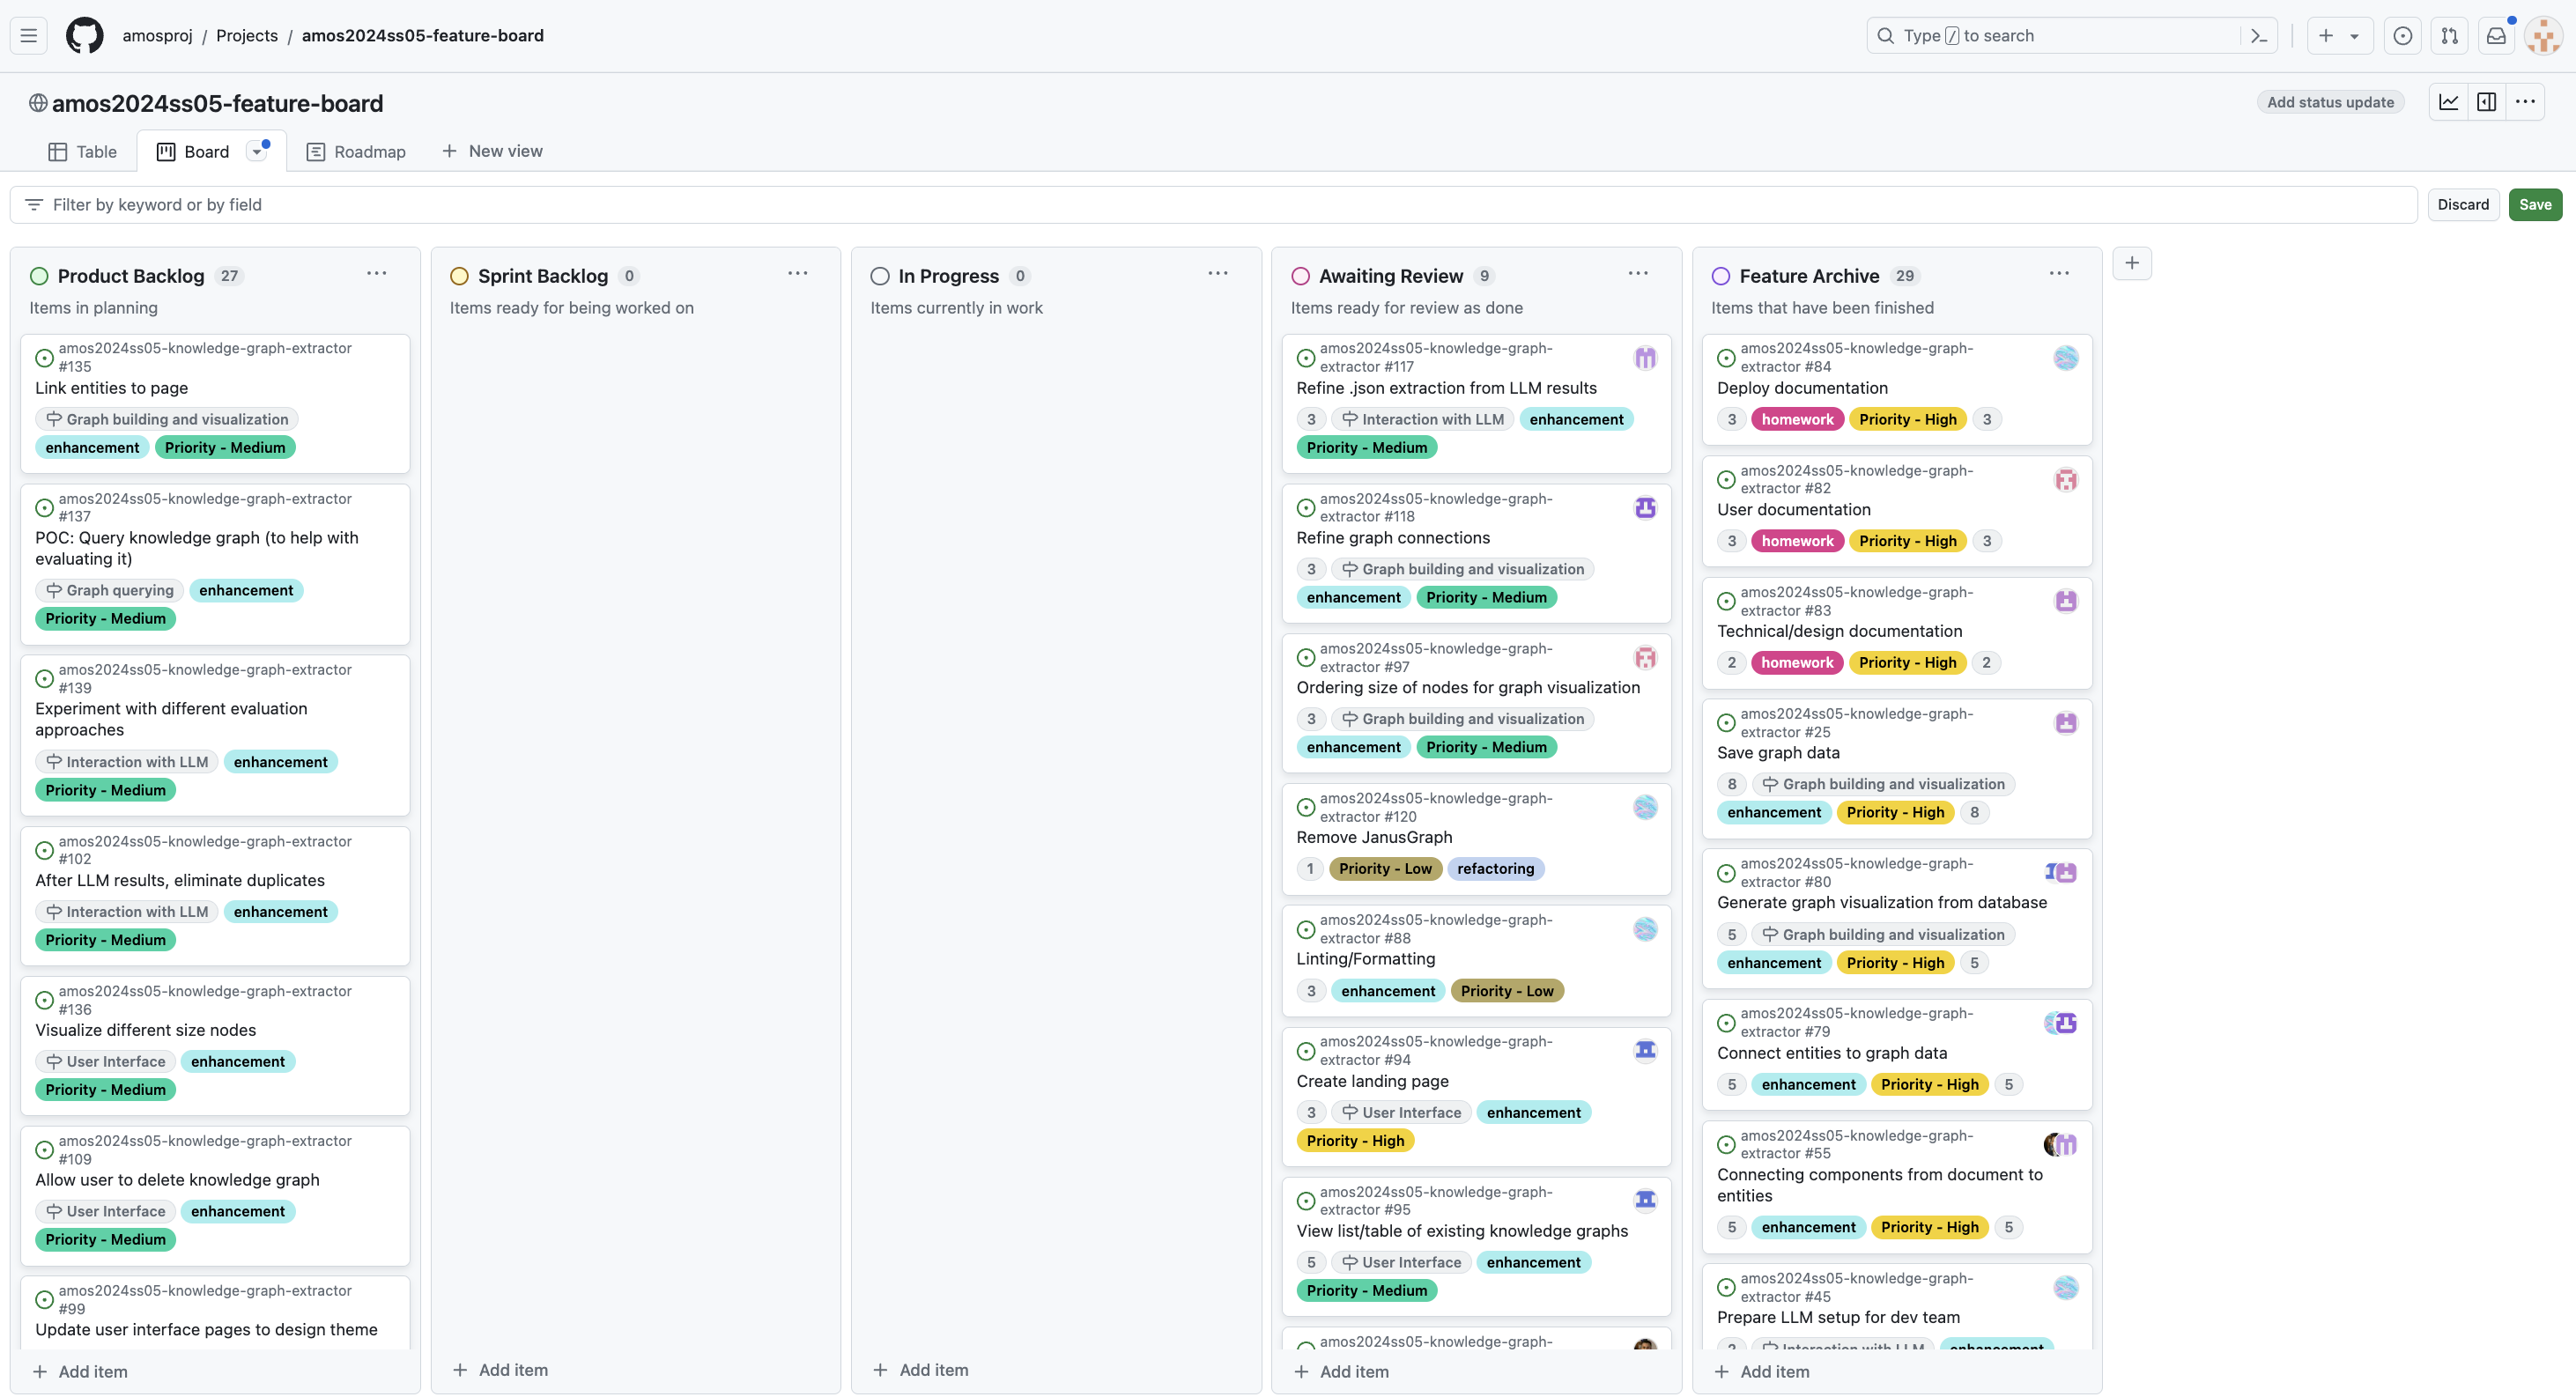 amosproj / Projects / amos2024ss05-feature-board
Type / to search
amos2024ss05-feature-board
Add status update
Table
Board
Roadmap
New view
Filter by keyword or by field
Discard
Save
Product Backlog 27
Items in planning
amos2024ss05-knowledge-graph-extractor
#135
Link entities to page
Graph building and visualization
enhancement Priority - Medium
amos2024ss05-knowledge-graph-extractor
#137
POC: Query knowledge graph (to help with
evaluating it)
Graph querying enhancement
Priority - Medium
amos2024ss05-knowledge-graph-extractor
#139
Experiment with different evaluation
approaches
Interaction with LLM enhancement
Priority - Medium
amos2024ss05-knowledge-graph-extractor
#102
After LLM results, eliminate duplicates
Interaction with LLM enhancement
Priority - Medium
amos2024ss05-knowledge-graph-extractor
#136
Visualize different size nodes
User Interface enhancement
Priority - Medium
amos2024ss05-knowledge-graph-extractor
#109
Allow user to delete knowledge graph
User Interface enhancement
Priority - Medium
amos2024ss05-knowledge-graph-extractor
#99
Update user interface pages to design theme
Add item
Sprint Backlog 0
Items ready for being worked on
Add item
In Progress 0
Items currently in work
Add item
Awaiting Review 9
Items ready for review as done
amos2024ss05-knowledge-graph-
extractor #117
Refine .json extraction from LLM results
3 Interaction with LLM enhancement
Priority - Medium
amos2024ss05-knowledge-graph-
extractor #118
Refine graph connections
3 Graph building and visualization
enhancement Priority - Medium
amos2024ss05-knowledge-graph-
extractor #97
Ordering size of nodes for graph visualization
3 Graph building and visualization
enhancement Priority - Medium
amos2024ss05-knowledge-graph-
extractor #120
Remove JanusGraph
1 Priority - Low refactoring
amos2024ss05-knowledge-graph-
extractor #88
Linting/Formatting
3 enhancement Priority - Low
amos2024ss05-knowledge-graph-
extractor #94
Create landing page
3 User Interface enhancement
Priority - High
amos2024ss05-knowledge-graph-
extractor #95
View list/table of existing knowledge graphs
5 User Interface enhancement
Priority - Medium
amos2024ss05-knowledge-graph-
Add item
Feature Archive 29
Items that have been finished
amos2024ss05-knowledge-graph-
extractor #84
Deploy documentation
3 homework Priority - High 3
amos2024ss05-knowledge-graph-
extractor #82
User documentation
3 homework Priority - High 3
amos2024ss05-knowledge-graph-
extractor #83
Technical/design documentation
2 homework Priority - High 2
amos2024ss05-knowledge-graph-
extractor #25
Save graph data
8 Graph building and visualization
enhancement Priority - High 8
amos2024ss05-knowledge-graph-
extractor #80
Generate graph visualization from database
5 Graph building and visualization
enhancement Priority - High 5
amos2024ss05-knowledge-graph-
extractor #79
Connect entities to graph data
5 enhancement Priority - High 5
amos2024ss05-knowledge-graph-
extractor #55
Connecting components from document to
entities
5 enhancement Priority - High 5
amos2024ss05-knowledge-graph-
extractor #45
Prepare LLM setup for dev team
Interaction with LLM enhancement
Add item